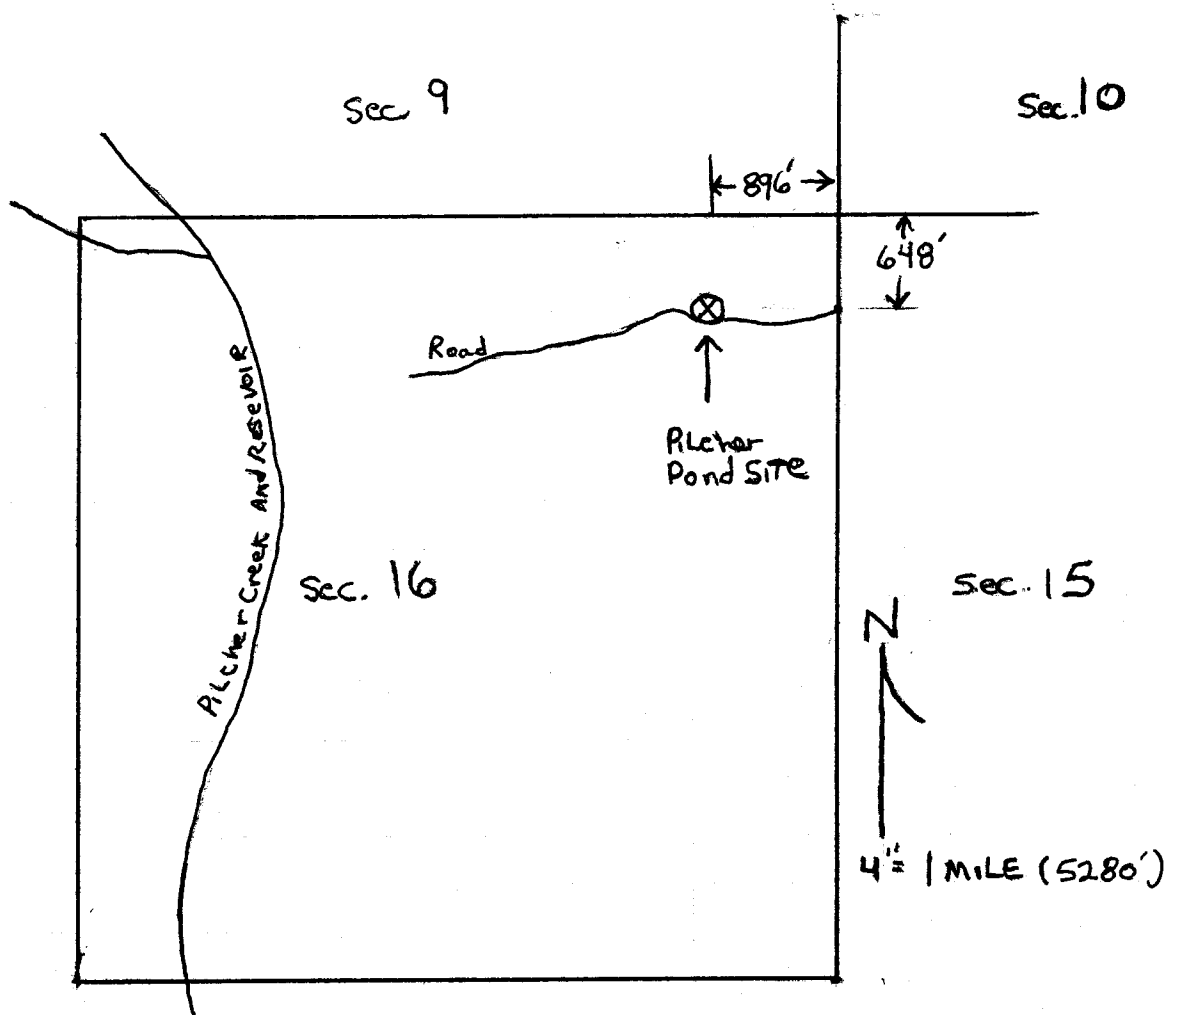 Sec 9
Sec. 10
896'
648'
Road
PiLcher
Pond SiTe
PiLcher Creek And Resevoir
Sec. 16
Sec. 15
N
4" = 1 MiLE (5280')